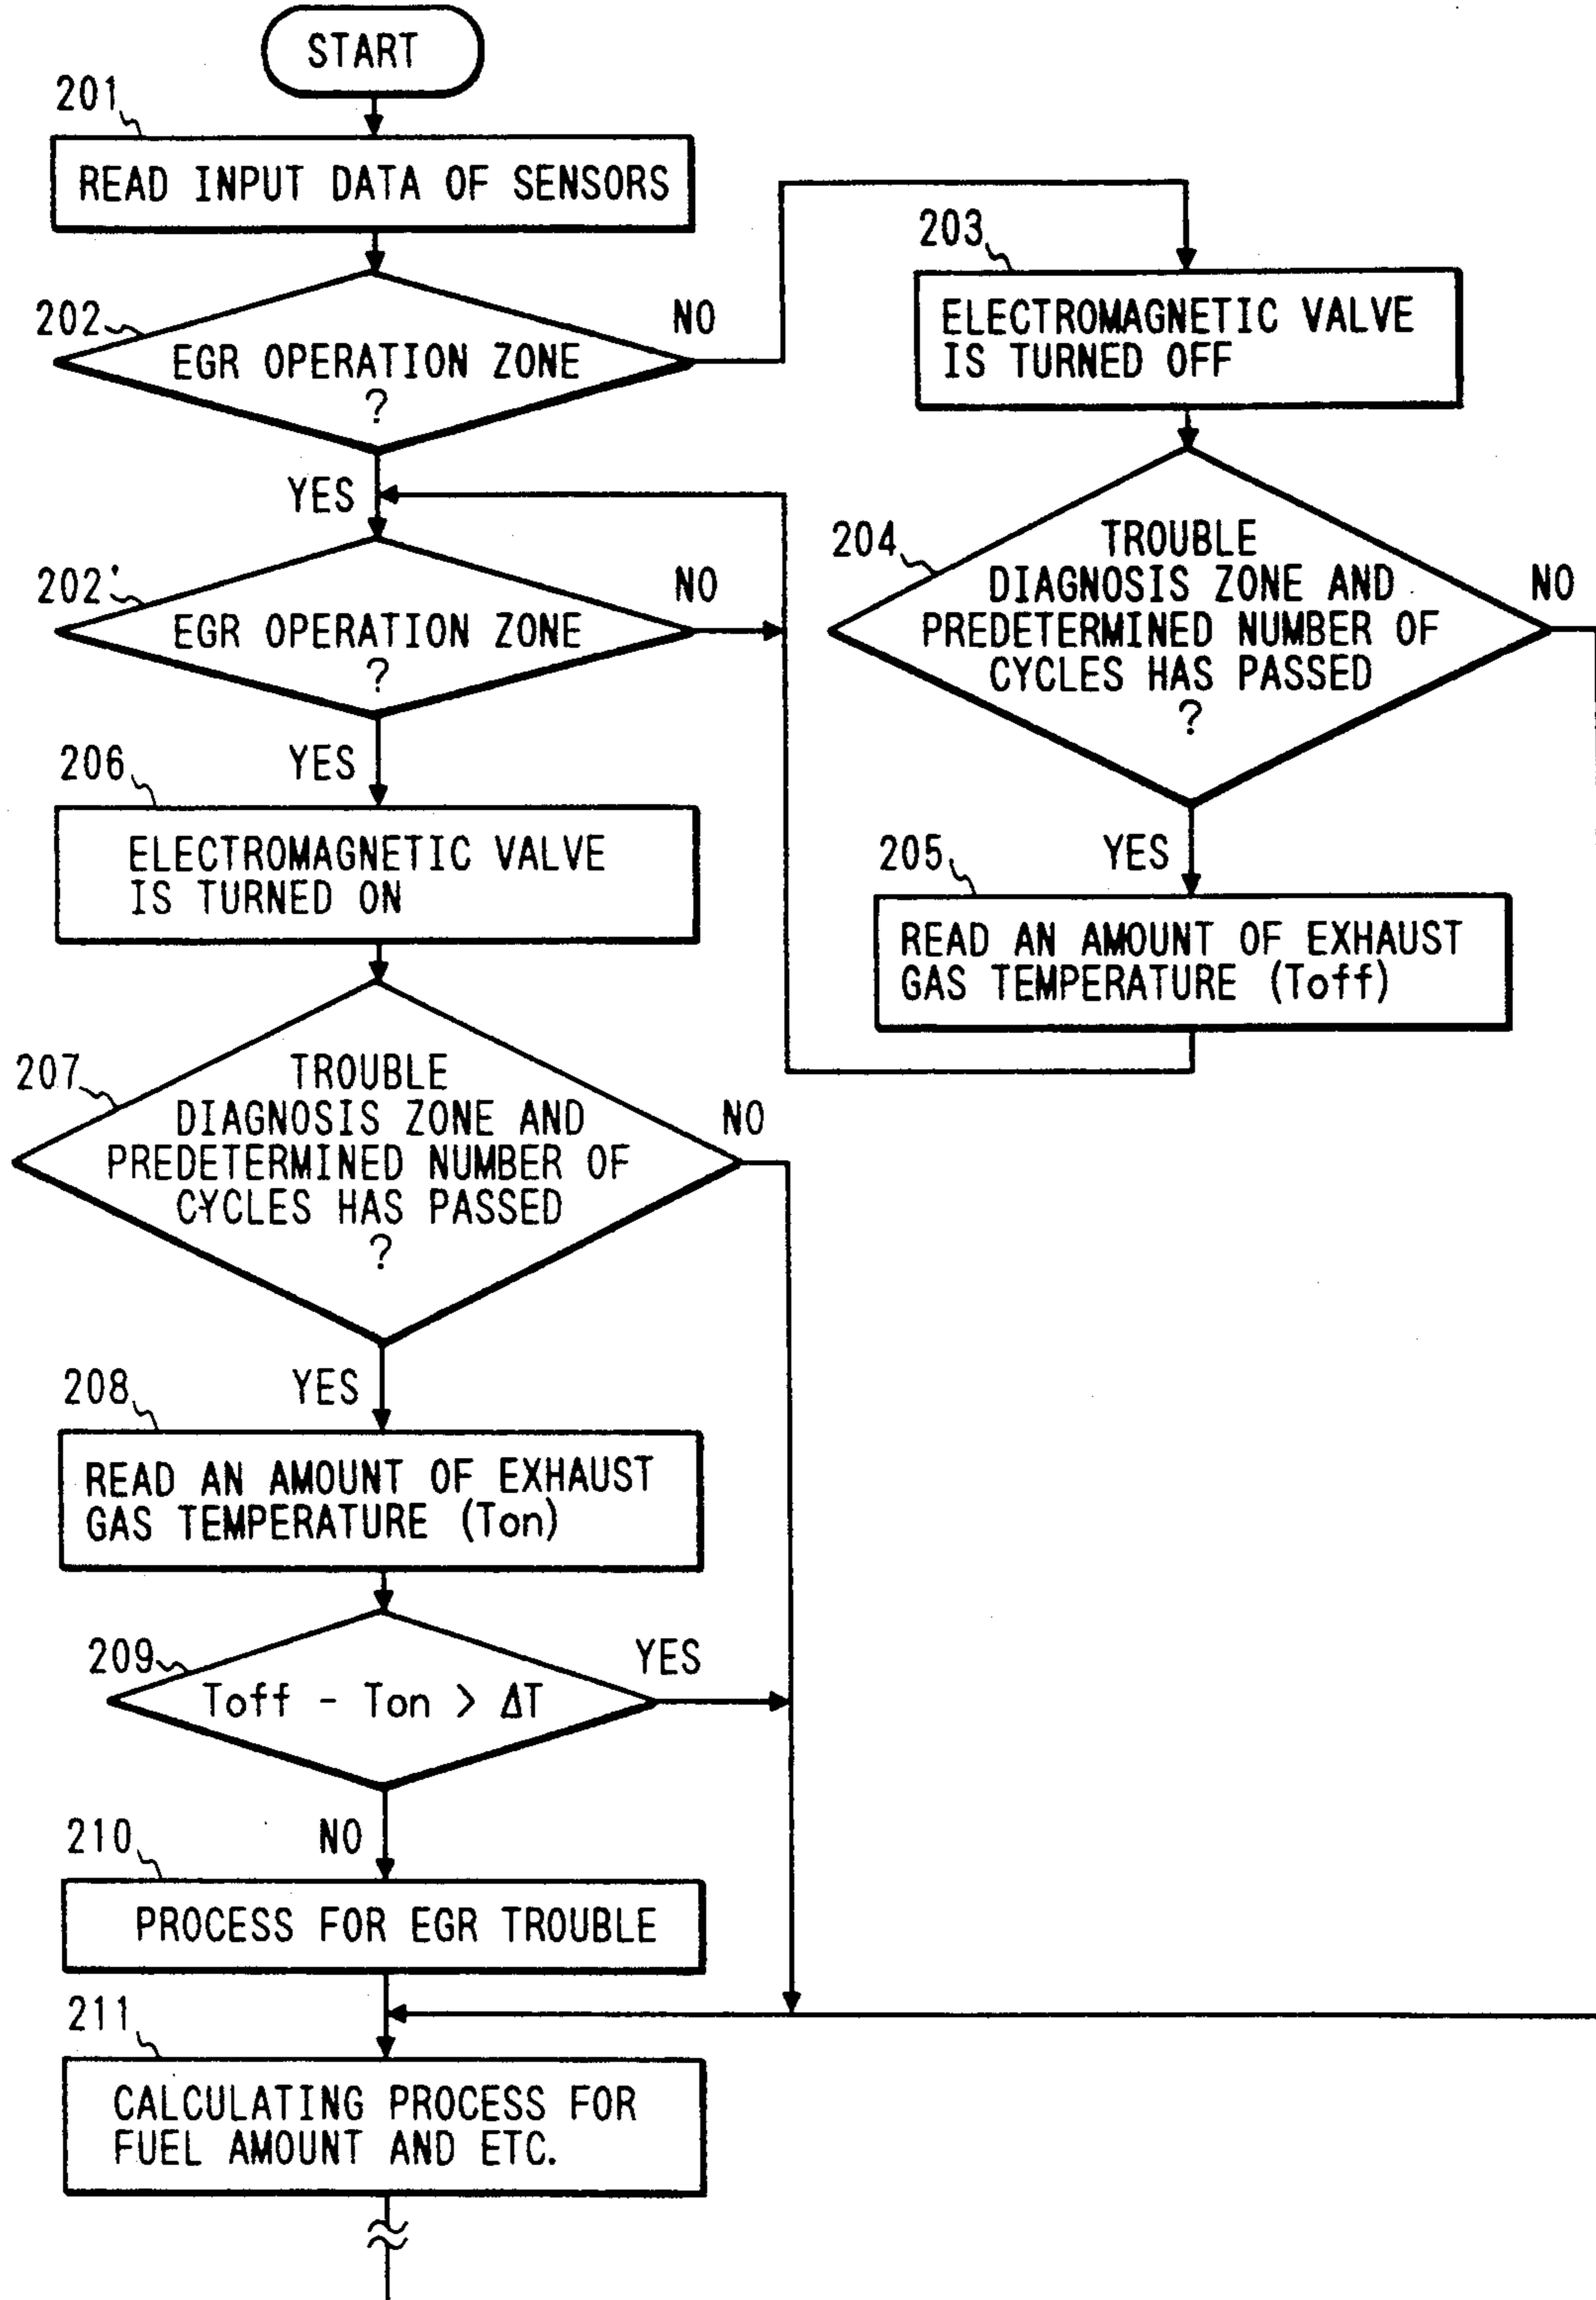 START
201
READ INPUT DATA OF SENSORS
202
EGR OPERATION ZONE
?
NO
YES
203
ELECTROMAGNETIC VALVE
IS TURNED OFF
204
TROUBLE
DIAGNOSIS ZONE AND
PREDETERMINED NUMBER OF
CYCLES HAS PASSED
?
NO
YES
205
READ AN AMOUNT OF EXHAUST
GAS TEMPERATURE (Toff)
202'
EGR OPERATION ZONE
?
NO
YES
206
ELECTROMAGNETIC VALVE
IS TURNED ON
207
TROUBLE
DIAGNOSIS ZONE AND
PREDETERMINED NUMBER OF
CYCLES HAS PASSED
?
NO
YES
208
READ AN AMOUNT OF EXHAUST
GAS TEMPERATURE (Ton)
209
Toff - Ton > ΔT
YES
NO
210
PROCESS FOR EGR TROUBLE
211
CALCULATING PROCESS FOR
FUEL AMOUNT AND ETC.